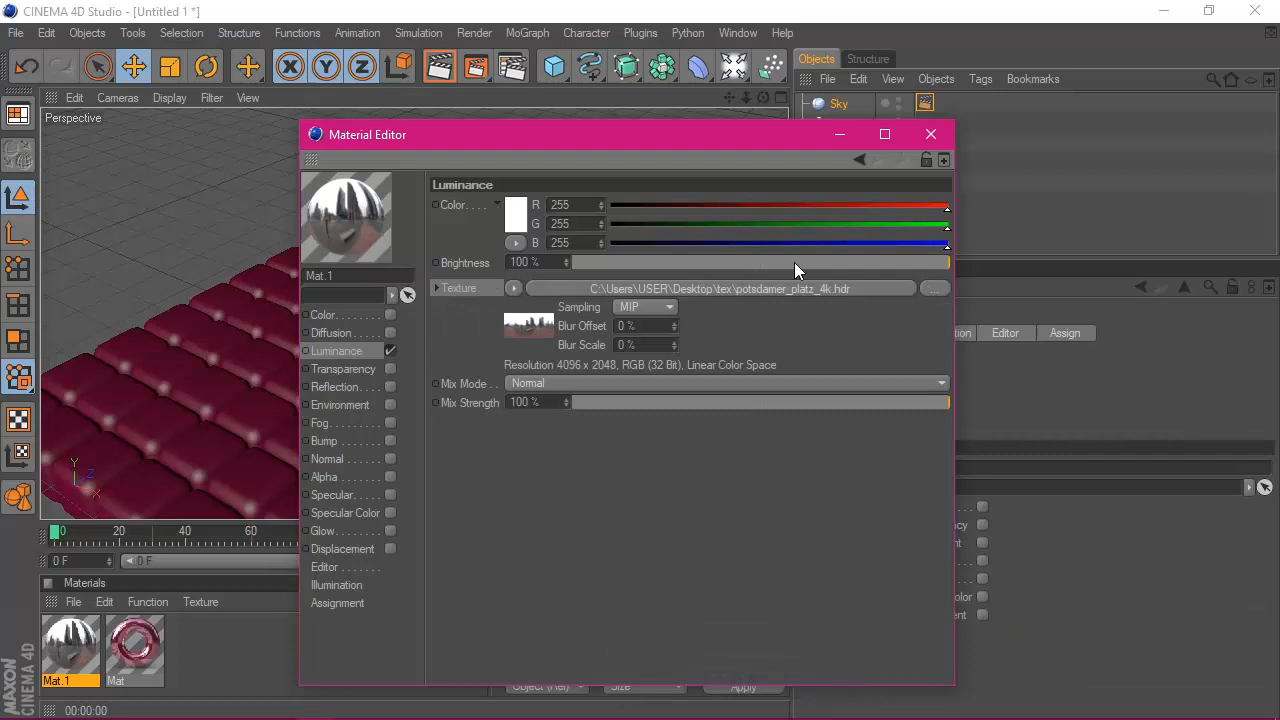 CINEMA 4D Studio - [Untitled 1 *]
File Edit Objects Tools Selection Structure Functions Animation Simulation Render MoGraph Character Plugins Python Window Help
Objects Structure
File Edit View Objects Tags Bookmarks
Edit Cameras Display Filter View
Sky
Perspective
Material Editor
Luminance
Color. . . . R 255
G 255
B 255
Brightness 100 %
Texture C:\Users\USER\Desktop\tex\potsdamer_platz_4k.hdr ...
Sampling MIP
Blur Offset 0 %
Blur Scale 0 %
Resolution 4096 x 2048, RGB (32 Bit), Linear Color Space
Mix Mode . . Normal
Mix Strength 100 %
Mat.1
Color. . . . . . .
Diffusion . . . . .
Luminance
Transparency
Reflection. . . .
Environment
Fog. . . . . . . . .
Bump . . . . . . .
Normal . . . . . .
Alpha . . . . . . .
Specular. . . . .
Specular Color
Glow. . . . . . . .
Displacement
Editor . . . . . . .
Illumination
Assignment
Editor Assign
Y
Z
X
0 20 40 60
0 F 0 F
Materials
File Edit Function Texture
Mat.1 Mat
Size Apply
MAXON
CINEMA 4D
00:00:00